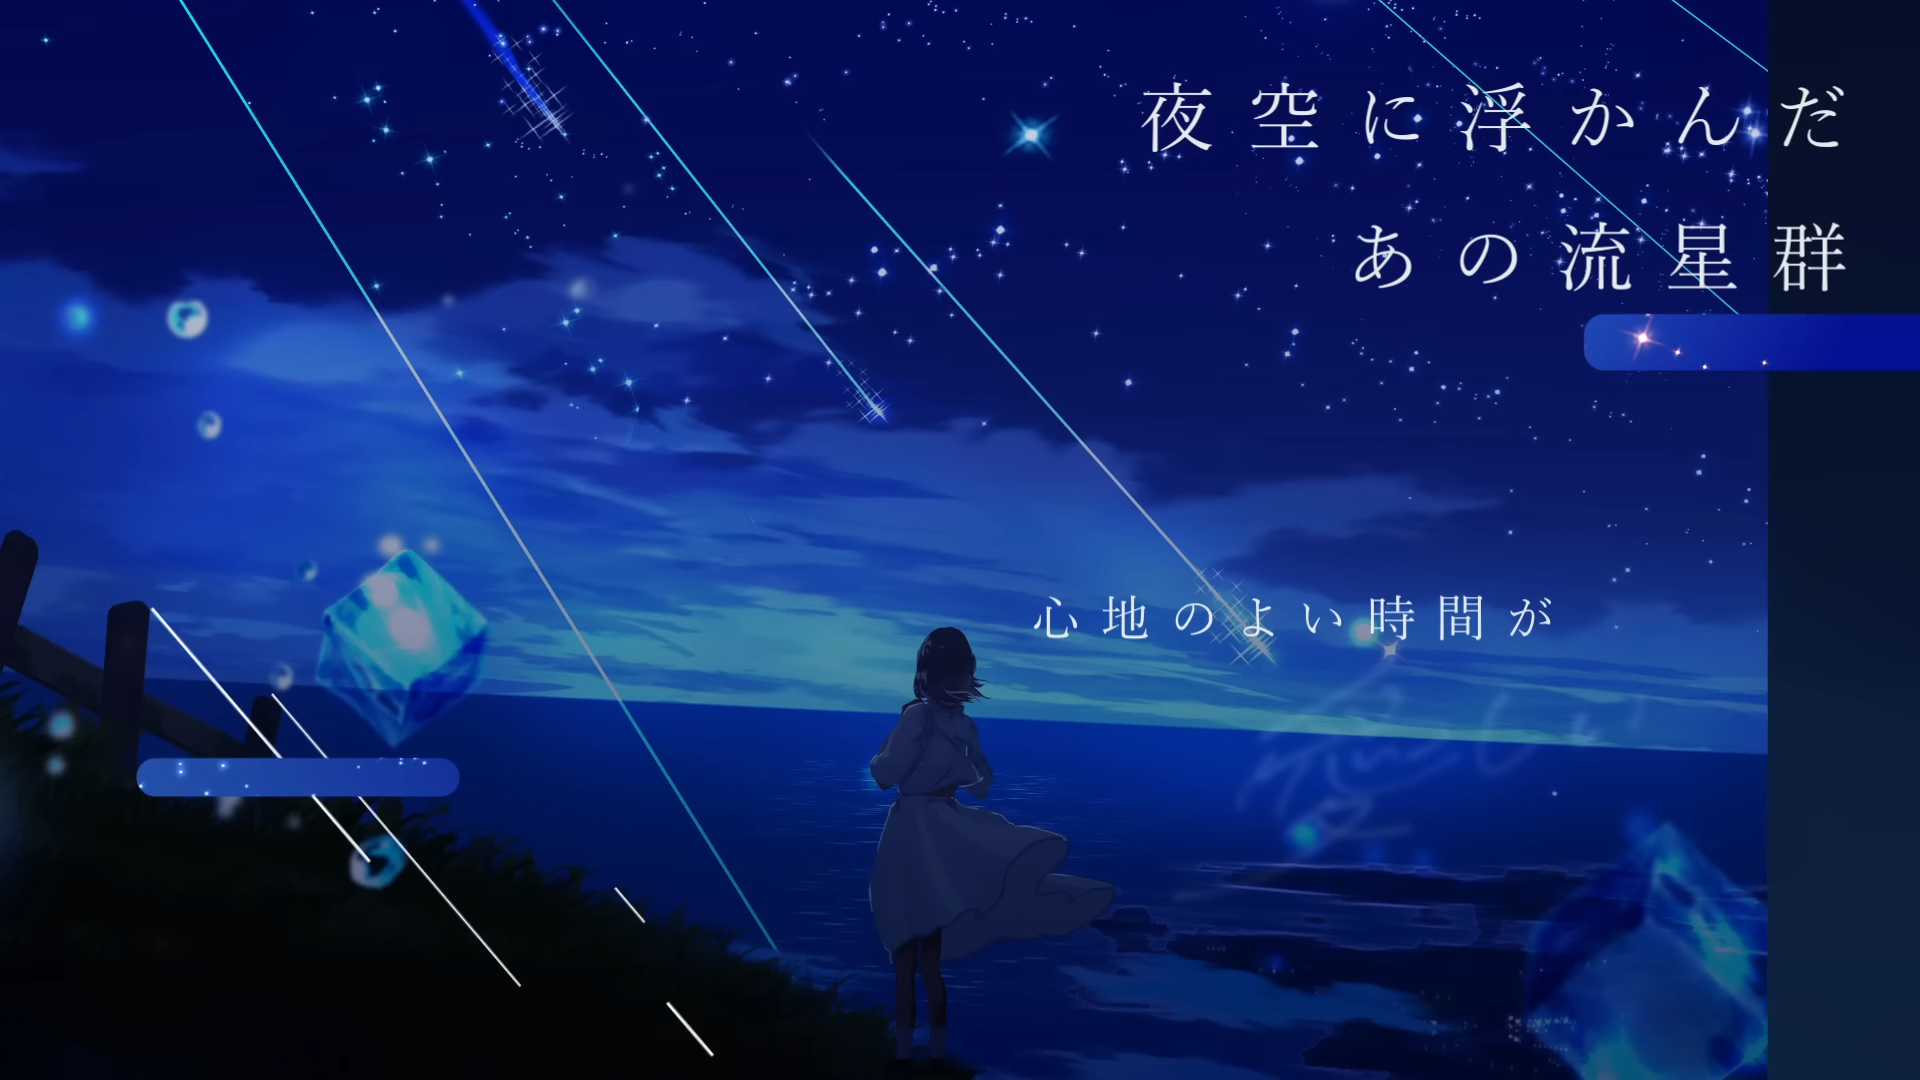 夜空に浮かんだ
あの流星群
心地のよい時間が